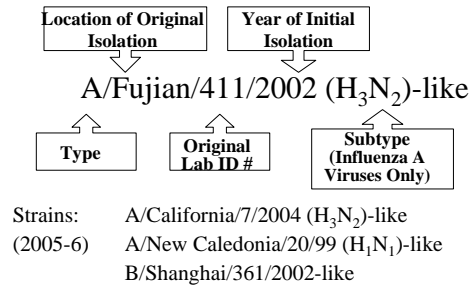 Location of Original
Isolation
Year of Initial
Isolation
A/Fujian/411/2002 (H₃N₂)-like
Type
Original
Lab ID #
Subtype
(Influenza A
Viruses Only)
Strains: A/California/7/2004 (H₃N₂)-like
(2005-6) A/New Caledonia/20/99 (H₁N₁)-like
B/Shanghai/361/2002-like